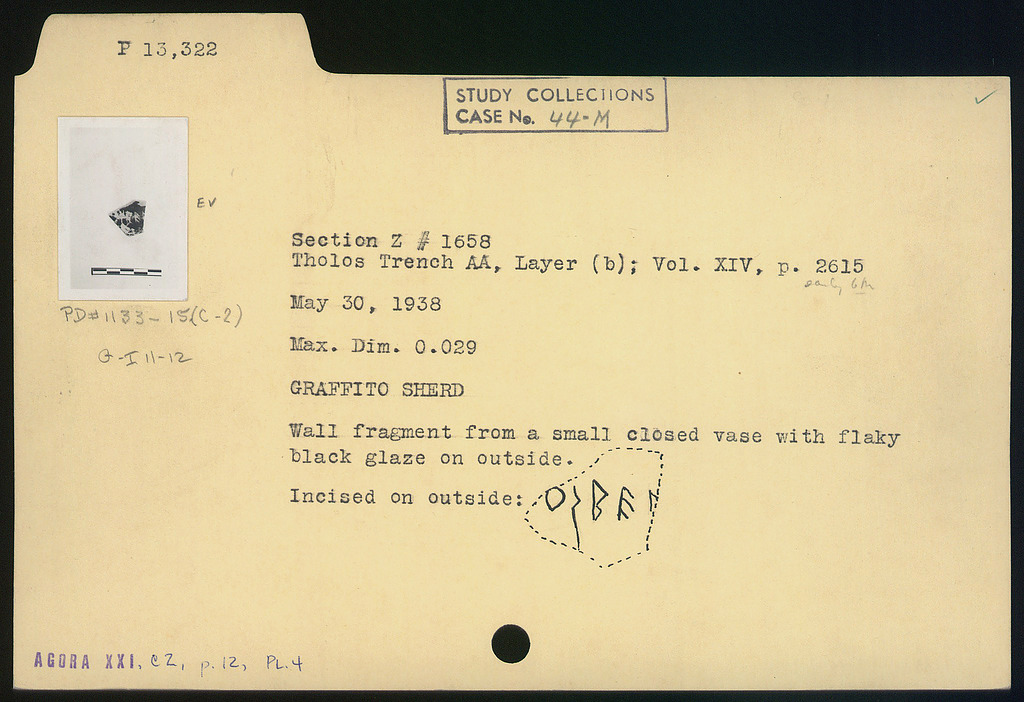 P 13,322
STUDY COLLECTIONS
CASE No. 44-M
EV
Section Z # 1658
Tholos Trench AA, Layer (b); Vol. XIV, p. 2615
early 6th
PD#1133-15(C-2)
May 30, 1938
G-I 11-12
Max. Dim. 0.029
GRAFFITO SHERD
Wall fragment from a small closed vase with flaky
black glaze on outside.
Incised on outside:
AGORA XXI, C2, p. 12, PL. 4